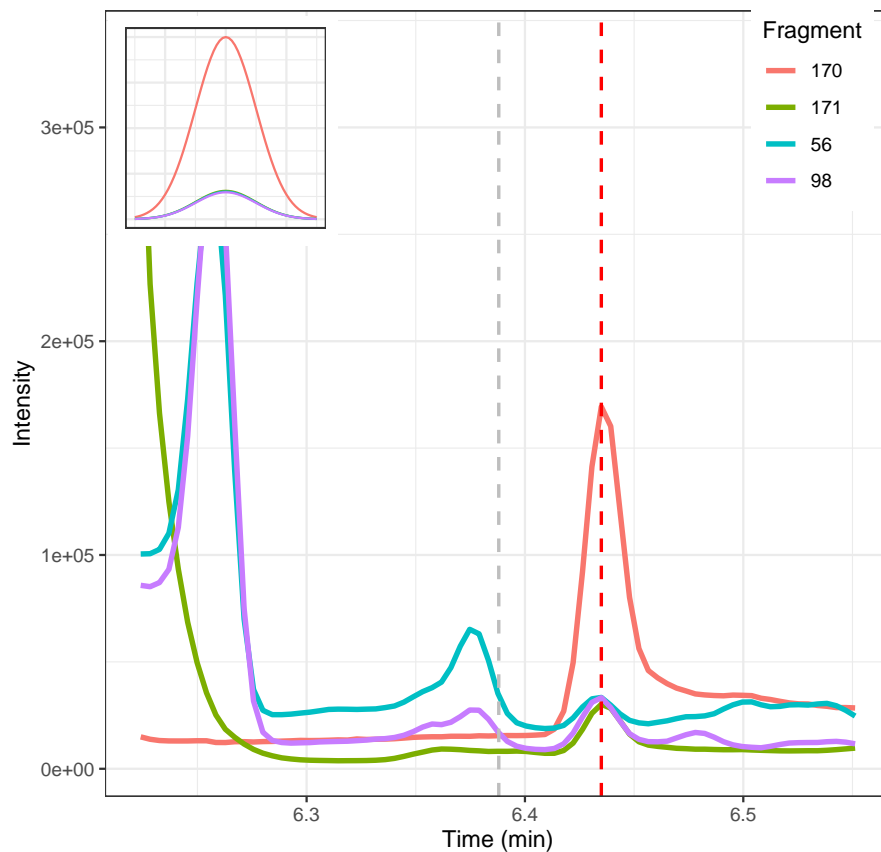 Fragment
170
171
56
98
3e+05
2e+05
1e+05
0e+00
Intensity
6.3
6.4
6.5
Time (min)